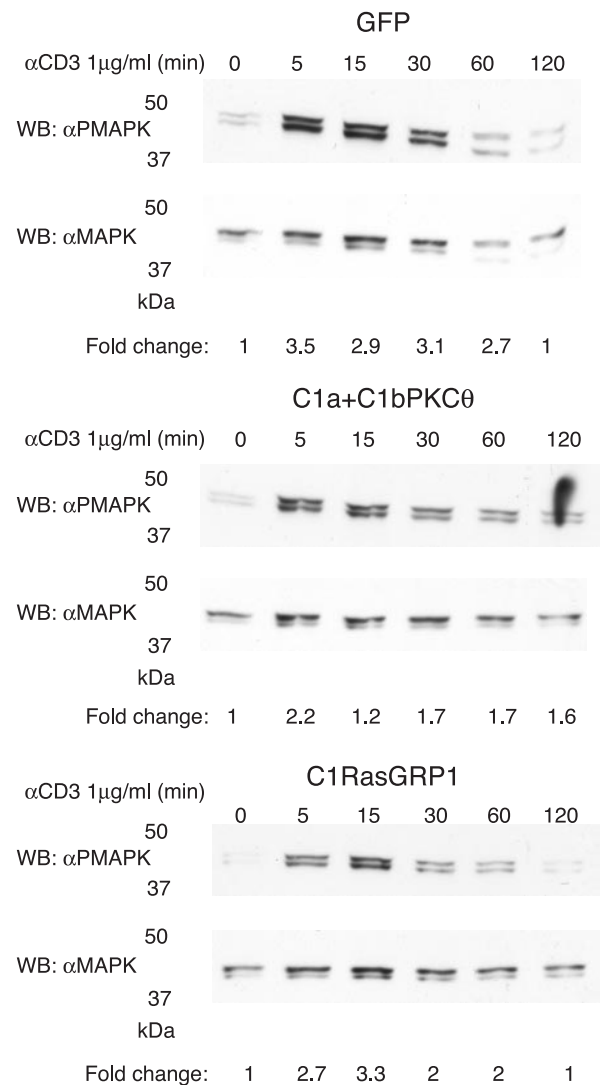 GFP
αCD3 1μg/ml (min) 0 5 15 30 60 120
50
WB: αPMAPK
37
50
WB: αMAPK
37
kDa
Fold change: 1 3.5 2.9 3.1 2.7 1
C1a+C1bPKCθ
αCD3 1μg/ml (min) 0 5 15 30 60 120
50
WB: αPMAPK
37
50
WB: αMAPK
37
kDa
Fold change: 1 2.2 1.2 1.7 1.7 1.6
C1RasGRP1
αCD3 1μg/ml (min)
0 5 15 30 60 120
50
WB: αPMAPK
37
50
WB: αMAPK
37
kDa
Fold change: 1 2.7 3.3 2 2 1